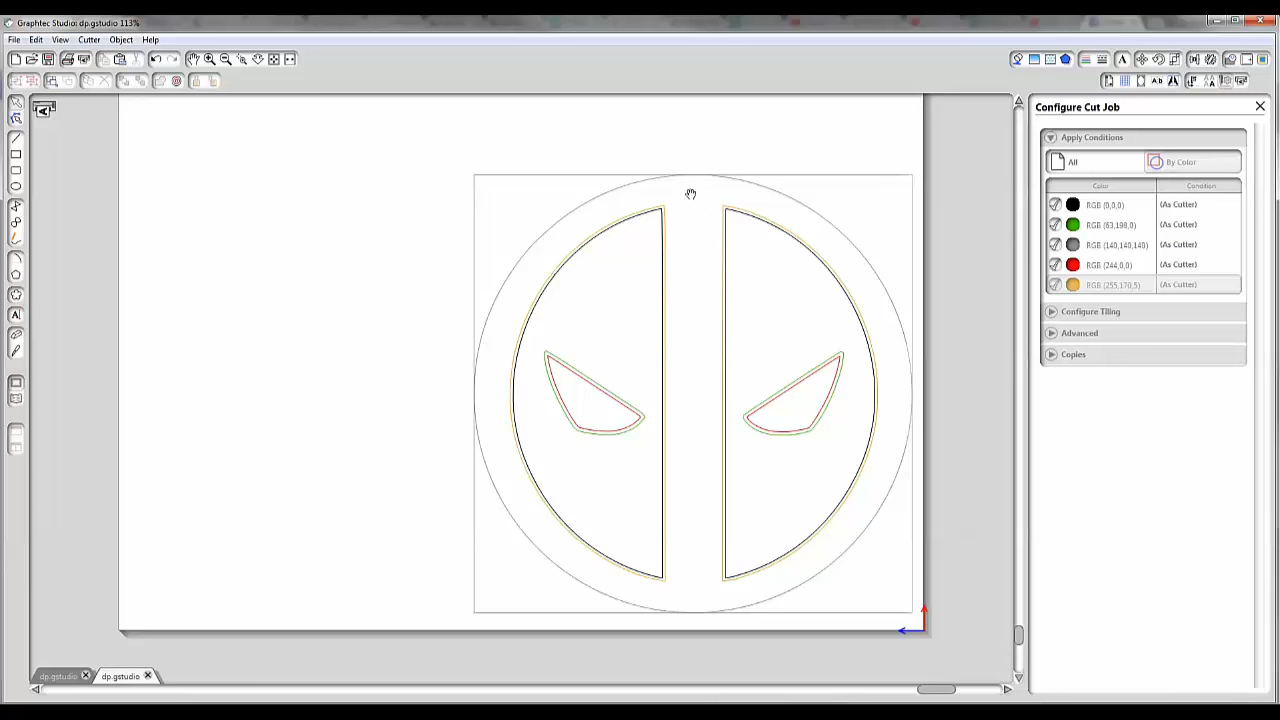 Graphtec Studio: dp.gstudio 113%
File Edit View Cutter Object Help
Configure Cut Job
Apply Conditions
All By Color
Color Condition
RGB (0,0,0) (As Cutter)
RGB (63,198,0) (As Cutter)
RGB (140,140,140) (As Cutter)
RGB (244,0,0) (As Cutter)
RGB (255,170,5) (As Cutter)
Configure Tiling
Advanced
Copies
dp.gstudio dp.gstudio